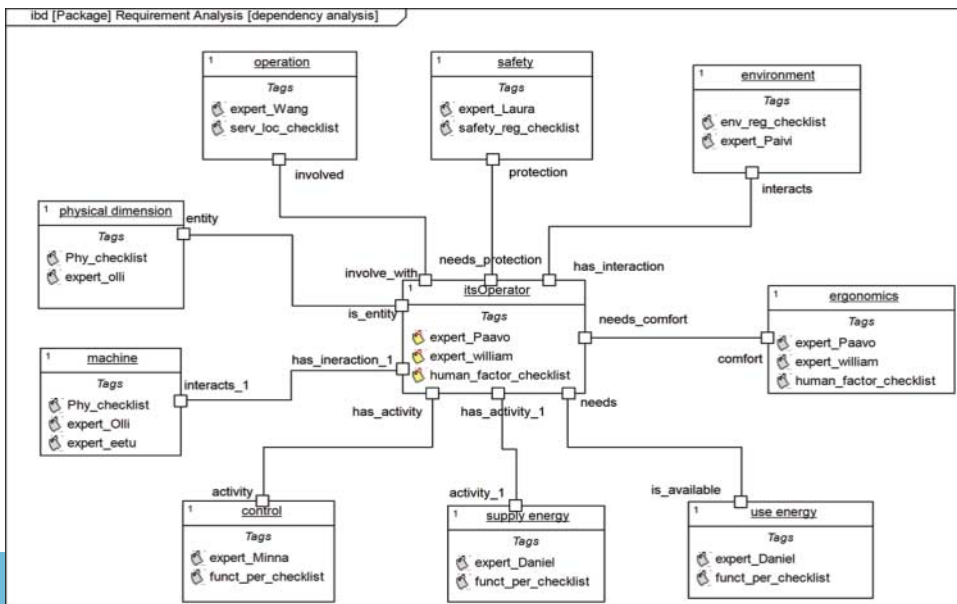 ibd [Package] Requirement Analysis [dependency analysis]
1
operation
Tags
expert_Wang
serv_loc_checklist
involved
1
safety
Tags
expert_Laura
safety_reg_checklist
protection
1
environment
Tags
env_reg_checklist
expert_Paivi
interacts
1
physical dimension
Tags
Phy_checklist
expert_olli
entity
involve_with
needs_protection
has_interaction
1
itsOperator
Tags
expert_Paavo
expert_william
human_factor_checklist
is_entity
has_ineraction_1
needs_comfort
has_activity
has_activity_1
needs
1
ergonomics
Tags
expert_Paavo
expert_william
human_factor_checklist
comfort
1
machine
Tags
Phy_checklist
expert_Olli
expert_eetu
interacts_1
activity
1
control
Tags
expert_Minna
funct_per_checklist
activity_1
1
supply energy
Tags
expert_Daniel
funct_per_checklist
is_available
1
use energy
Tags
expert_Daniel
funct_per_checklist